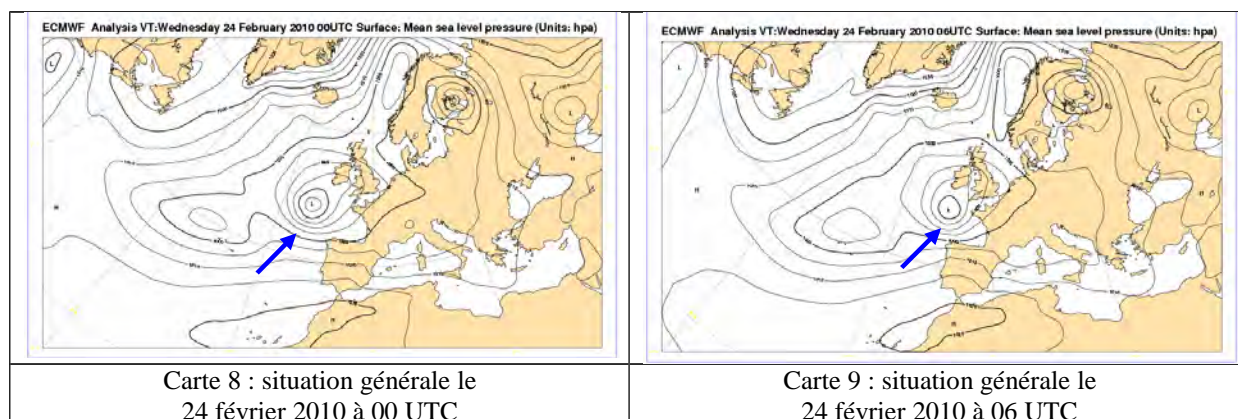 ECMWF Analysis VT:Wednesday 24 February 2010 00UTC Surface: Mean sea level pressure (Units: hpa)
ECMWF Analysis VT:Wednesday 24 February 2010 06UTC Surface: Mean sea level pressure (Units: hpa)
Carte 8 : situation générale le
24 février 2010 à 00 UTC
Carte 9 : situation générale le
24 février 2010 à 06 UTC